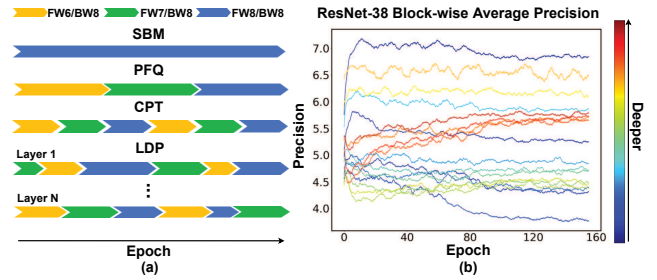 FW6/BW8 FW7/BW8 FW8/BW8
SBM
PFQ
CPT
LDP
Layer 1
⋮
Layer N
Epoch
(a)
ResNet-38 Block-wise Average Precision
Precision
7.0
6.5
6.0
5.5
5.0
4.5
4.0
0 40 60 80 100 120 160
Epoch
(b)
Deeper